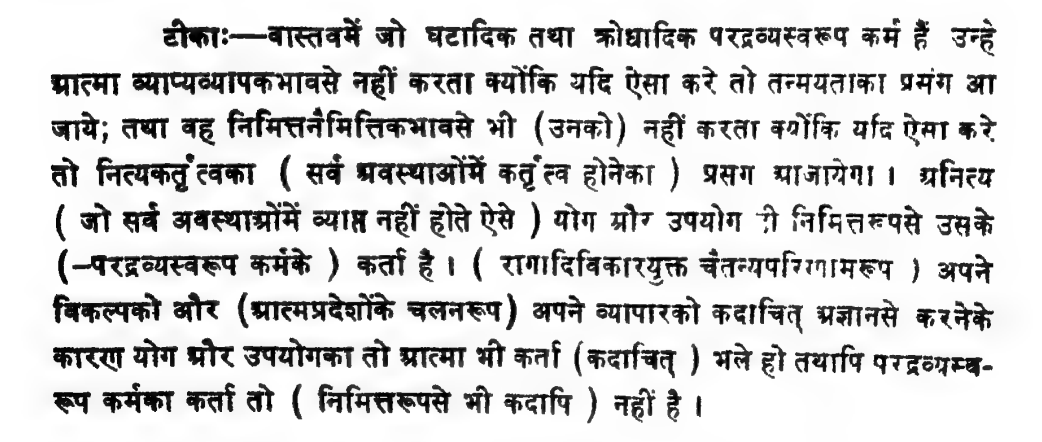 टीकाः—वास्तवमें जो घटादिक तथा क्रोधादिक परद्रव्यस्वरूप कर्म हैं उन्हे
आत्मा व्याप्यव्यापकभावसे नहीं करता क्योंकि यदि ऐसा करे तो तन्मयताका प्रसंग आ
जाये; तथा वह निमित्तनैमित्तिकभावसे भी (उनको) नहीं करता क्योंकि यदि ऐसा करे
तो नित्यकर्तृत्वका ( सर्व अवस्थाओंमें कर्तृत्व होनेका ) प्रसग आजायेगा । अनित्य
( जो सर्व अवस्थाओंमें व्याप्त नहीं होते ऐसे ) योग और उपयोग ही निमित्तरूपसे उसके
(–परद्रव्यस्वरूप कर्मके ) कर्ता है । ( रागादिविकारयुक्त चैतन्यपरिणामरूप ) अपने
विकल्पको और (आत्मप्रदेशोंके चलनरूप) अपने व्यापारको कदाचित् अज्ञानसे करनेके
कारण योग और उपयोगका तो आत्मा भी कर्ता (कदाचित् ) भले हो तथापि परद्रव्यस्व-
रूप कर्मका कर्ता तो ( निमित्तरूपसे भी कदापि ) नहीं है ।